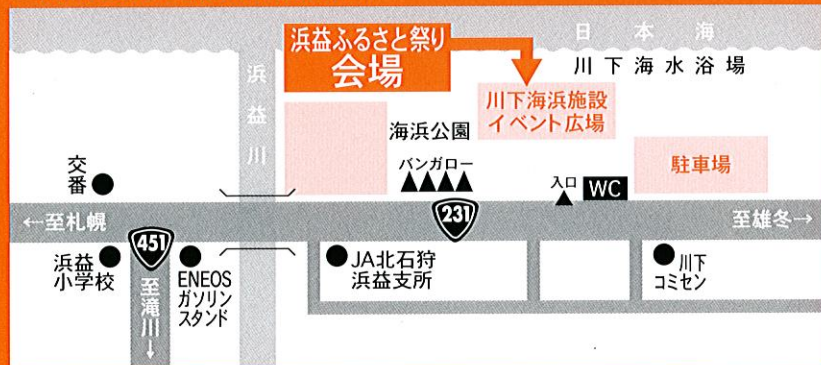 日本海
浜益ふるさと祭り
会場
川下海水浴場
浜益川
川下海浜施設
イベント広場
海浜公園
バンガロー
駐車場
交番
入口
WC
←至札幌
231
至雄冬→
451
浜益
小学校
至滝川→
ENEOS
ガソリン
スタンド
JA北石狩
浜益支所
川下
コミセン